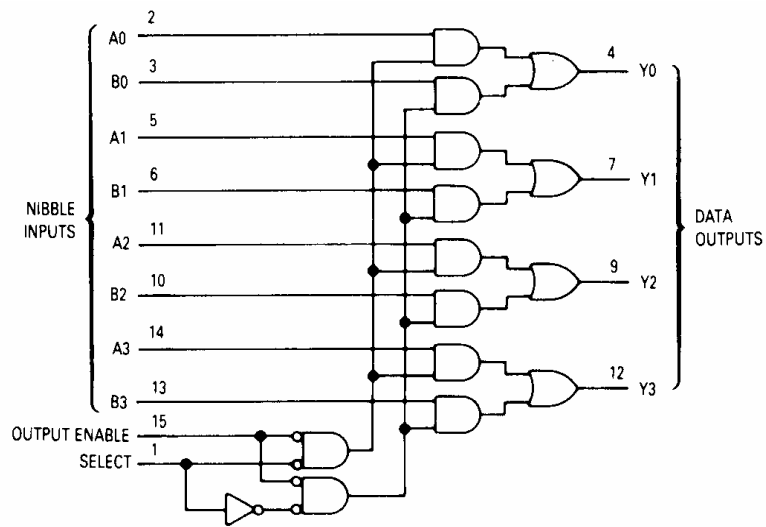 2
A0
3
B0
5
A1
6
B1
NIBBLE
INPUTS
11
A2
10
B2
14
A3
13
B3
15
OUTPUT ENABLE
1
SELECT
4
Y0
7
Y1
9
Y2
12
Y3
DATA
OUTPUTS